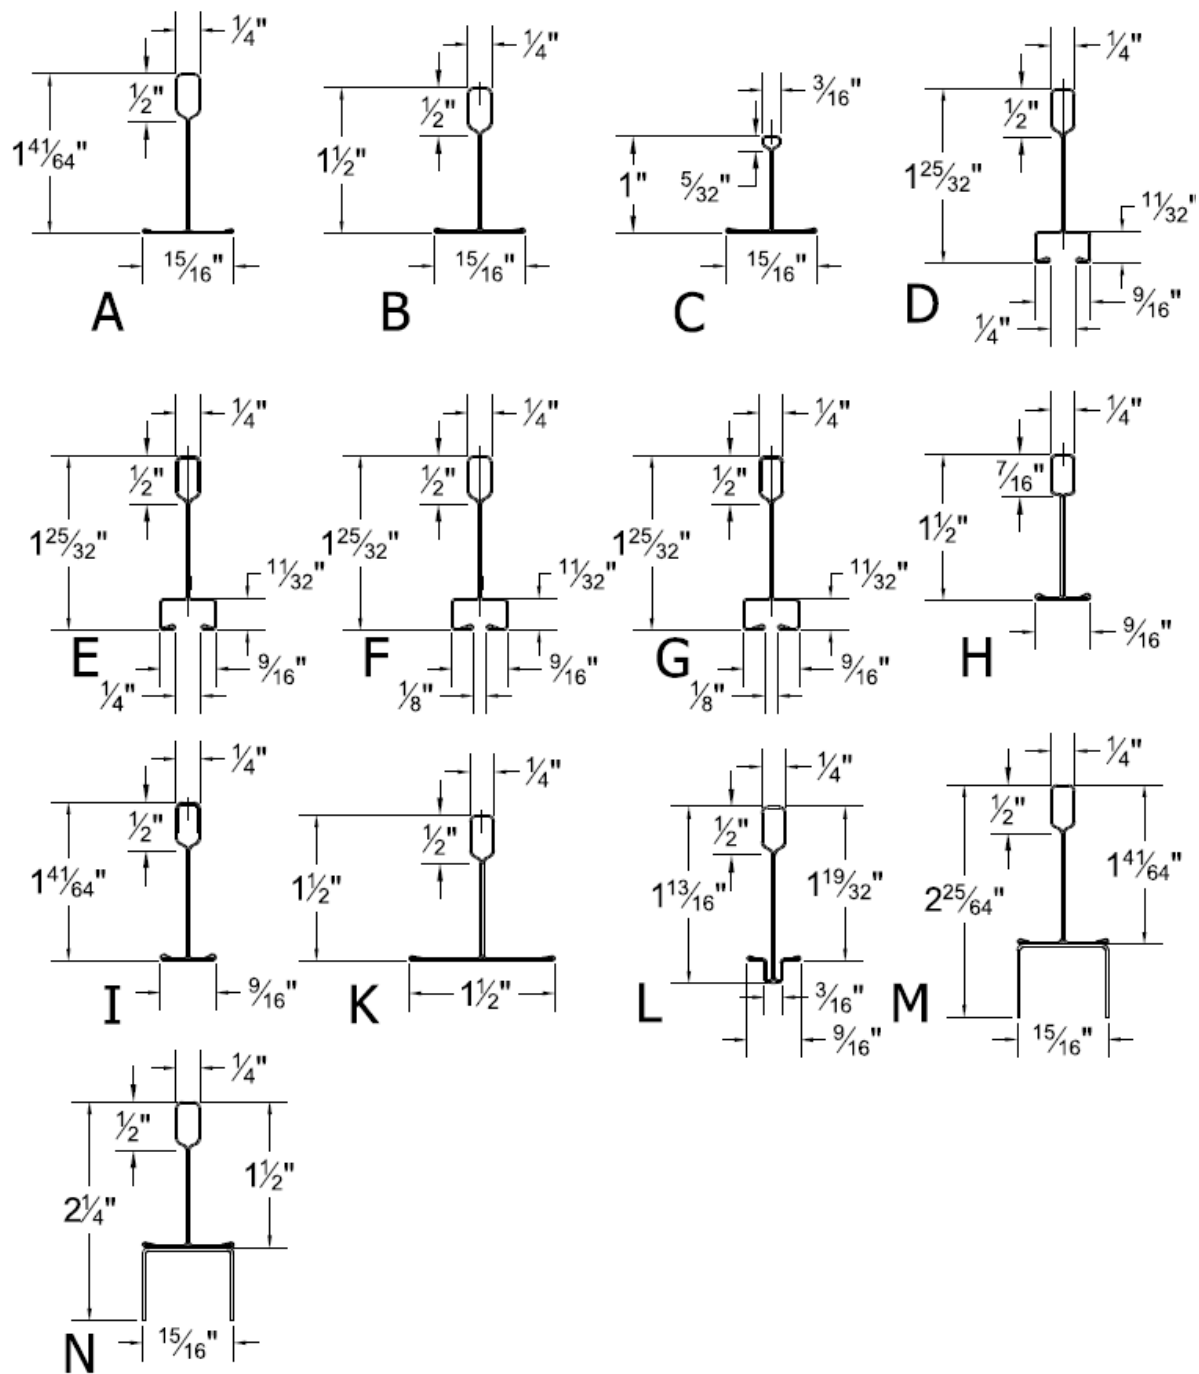 1/4" 1/4" 1/4"
3/16"
1/2" 1/2" 1/2"
1 41/64" 1 1/2" 1" 5/32" 1 25/32"
11/32"
15/16" 15/16" 15/16"
9/16"
A B C D
1/4"
1/4" 1/4" 1/4" 1/4"
1/2" 1/2" 1/2" 7/16"
1 25/32" 1 25/32" 1 25/32" 1 1/2"
11/32" 11/32" 11/32"
E F G H
9/16" 9/16" 9/16" 9/16"
1/4" 1/8" 1/8"
1/4" 1/4" 1/4" 1/4"
1/2" 1/2" 1/2" 1/2"
1 41/64" 1 1/2" 1 13/16" 1 19/32" 2 25/64" 1 41/64"
9/16" 1 1/2" 3/16"
I K L M
9/16" 15/16"
1/4"
1/2"
2 1/4" 1 1/2"
15/16"
N